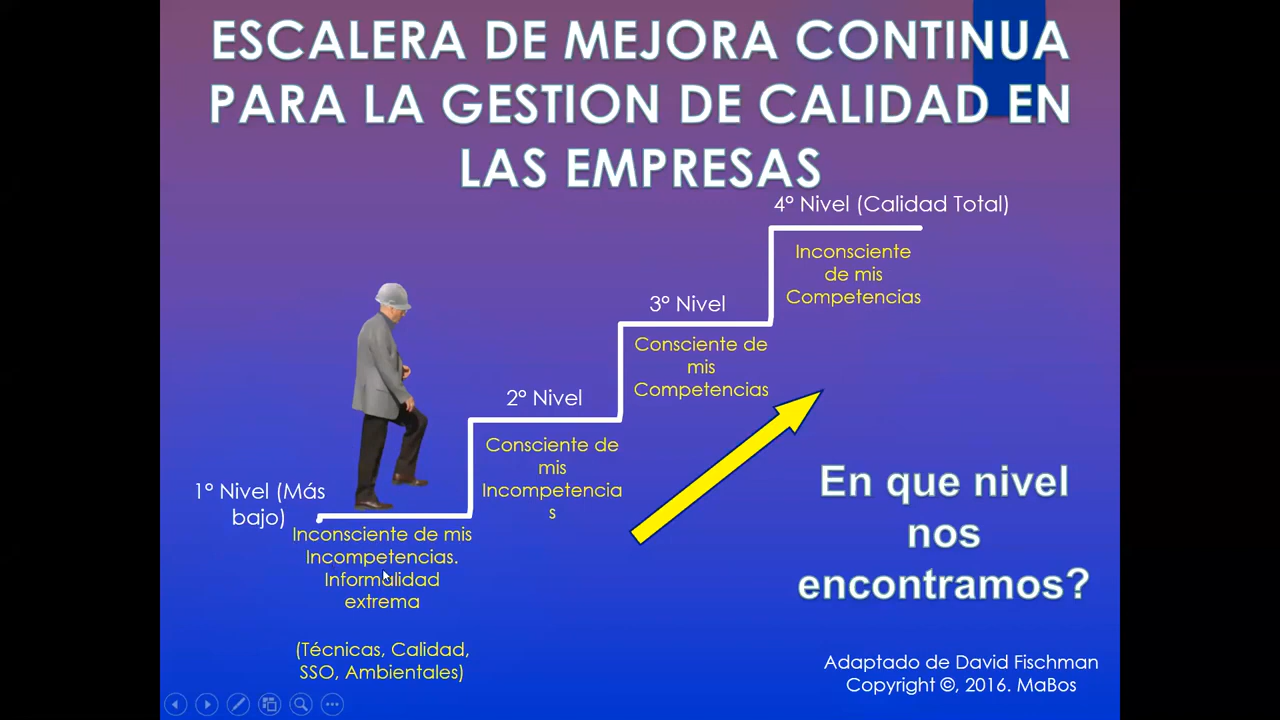 ESCALERA DE MEJORA CONTINUA
PARA LA GESTION DE CALIDAD EN
LAS EMPRESAS
4° Nivel (Calidad Total)
Inconsciente
de mis
Competencias
3° Nivel
Consciente de
mis
Competencias
2° Nivel
Consciente de
mis
Incompetencia
s
1° Nivel (Más
bajo)
Inconsciente de mis
Incompetencias.
Informalidad
extrema
(Técnicas, Calidad,
SSO, Ambientales)
En que nivel
nos
encontramos?
Adaptado de David Fischman
Copyright ©, 2016. MaBos